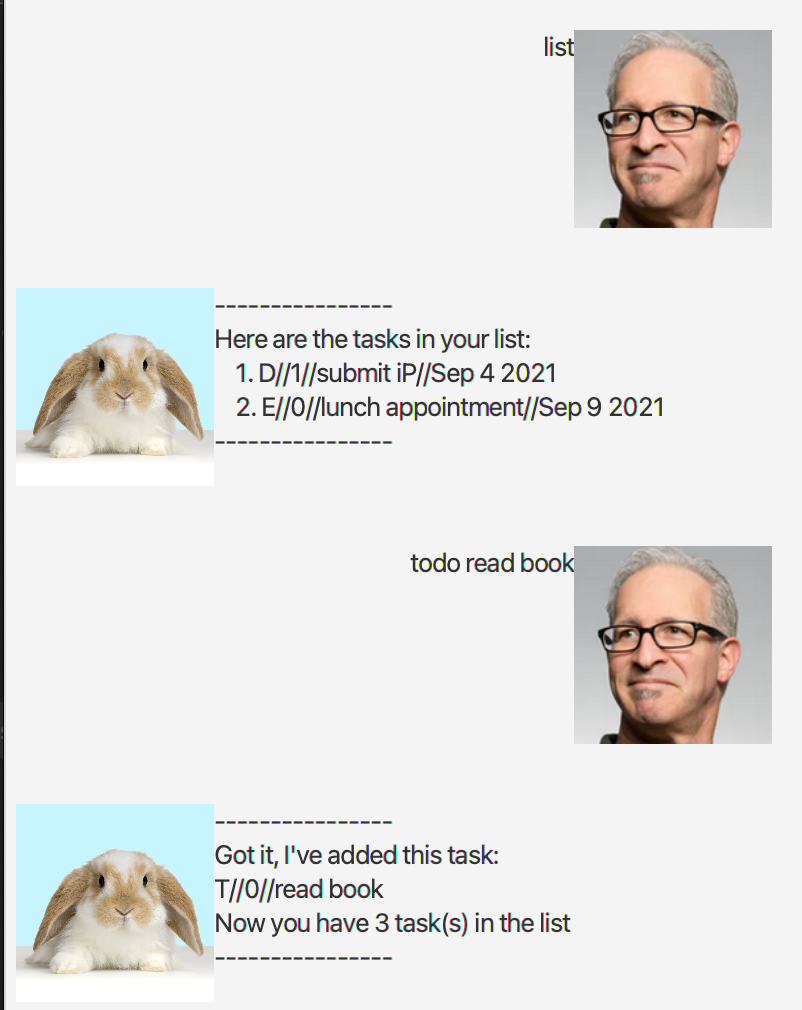 list
----------------
Here are the tasks in your list:
1. D//1//submit iP//Sep 4 2021
2. E//0//lunch appointment//Sep 9 2021
----------------
todo read book
----------------
Got it, I've added this task:
T//0//read book
Now you have 3 task(s) in the list
----------------